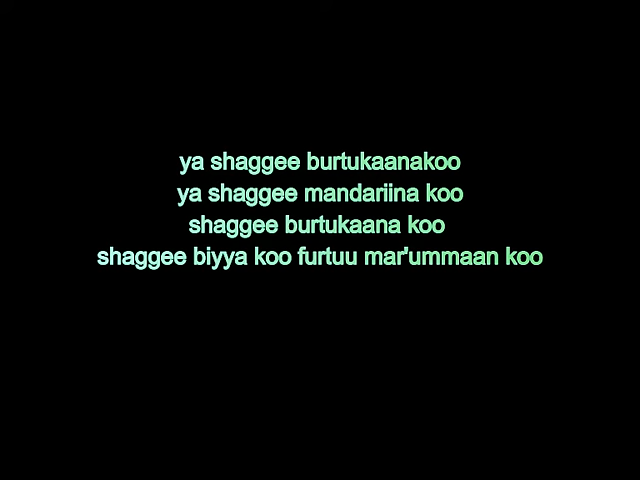 ya shaggee burtukaanakoo
ya shaggee mandariina koo
shaggee burtukaana koo
shaggee biyya koo furtuu mar'ummaan koo